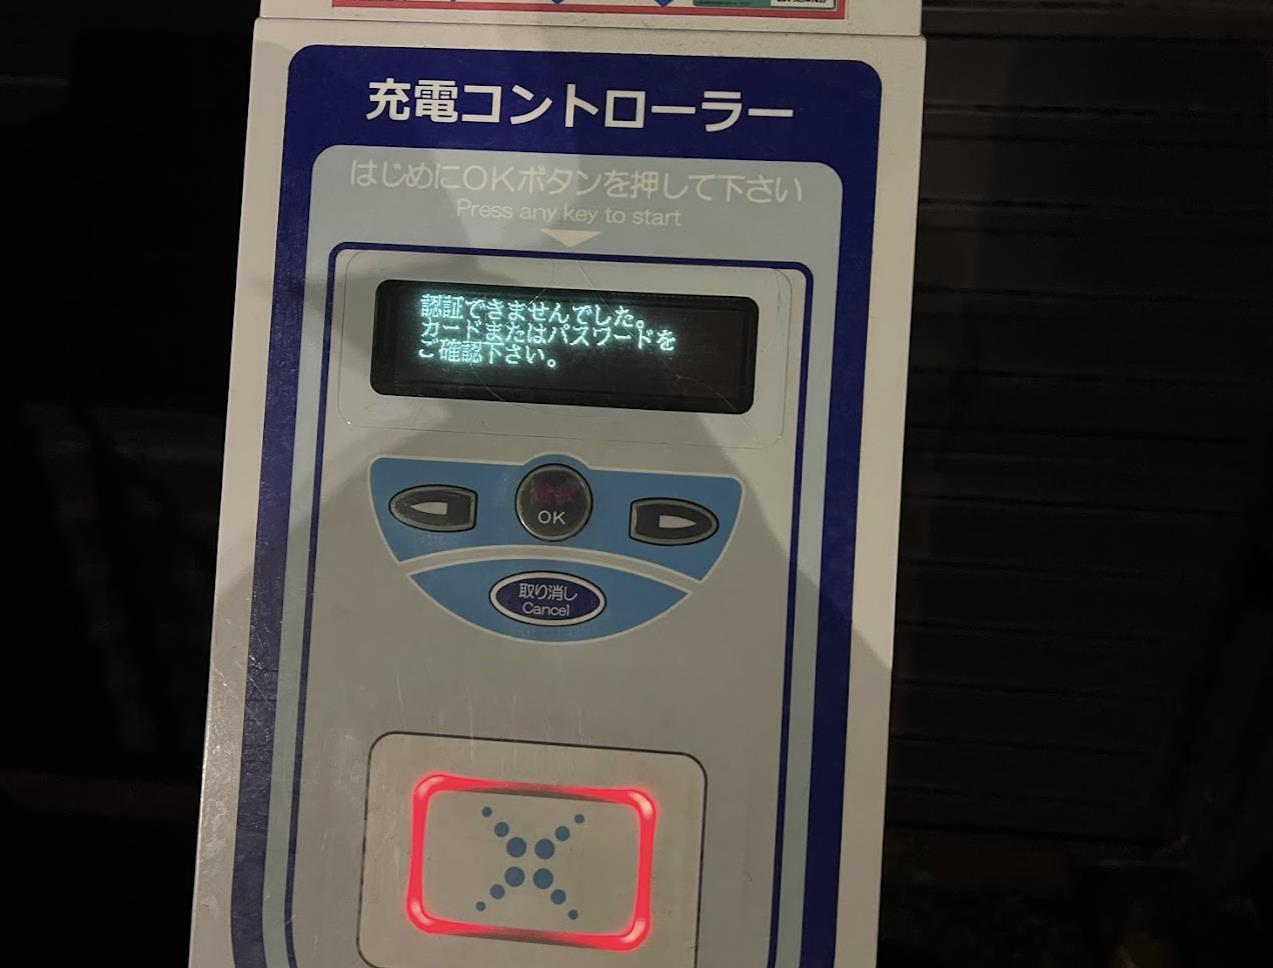 充電コントローラー
はじめにOKボタンを押して下さい
Press any key to start
認証できませんでした。
カードまたはパスワードを
ご確認下さい。
OK
取り消し
Cancel